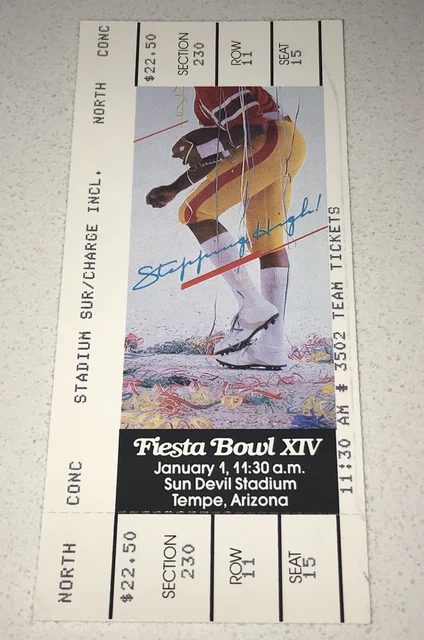 NORTH CONC
$22.50
SECTION
230
ROW
11
SEAT
15
STADIUM SUR/CHARGE INCL.
Stepping High!
11:30 AM # 3502 TEAM TICKETS
Fiesta Bowl XIV
January 1, 11:30 a.m.
Sun Devil Stadium
Tempe, Arizona
NORTH CONC
$22.50
SECTION
230
ROW
11
SEAT
15